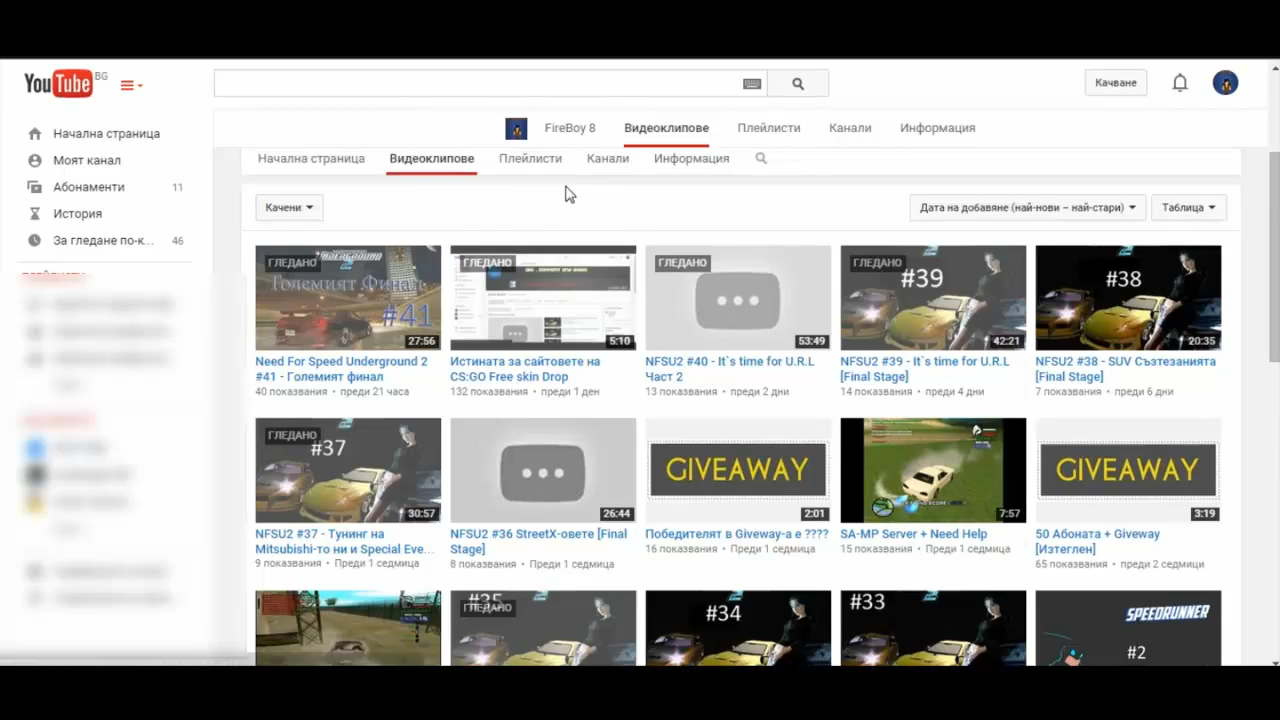 YouTube BG
Качване
Начална страница
Моят канал
Абонаменти 11
История
За гледане по-к... 46
FireBoy 8 Видеоклипове Плейлисти Канали Информация
Начална страница Видеоклипове Плейлисти Канали Информация
Качени
Дата на добавяне (най-нови – най-стари)
Таблица
ГЛЕДАНО
Големият Финал
#41
27:56
Need For Speed Underground 2
#41 - Големият финал
40 показвания • преди 21 часа
ГЛЕДАНО
5:10
Истината за сайтовете на
CS:GO Free skin Drop
132 показвания • преди 1 ден
ГЛЕДАНО
53:49
NFSU2 #40 - It`s time for U.R.L
Част 2
13 показвания • преди 2 дни
ГЛЕДАНО
#39
42:21
NFSU2 #39 - It`s time for U.R.L
[Final Stage]
14 показвания • преди 4 дни
#38
20:35
NFSU2 #38 - SUV Състезанията
[Final Stage]
7 показвания • преди 6 дни
ГЛЕДАНО
#37
30:57
NFSU2 #37 - Тунинг на
Mitsubishi-то ни и Special Eve...
9 показвания • Преди 1 седмица
26:44
NFSU2 #36 StreetX-овете [Final
Stage]
8 показвания • Преди 1 седмица
GIVEAWAY
2:01
Победителят в Giveway-а е ????
16 показвания • Преди 1 седмица
7:57
SA-MP Server + Need Help
15 показвания • Преди 1 седмица
GIVEAWAY
3:19
50 Абоната + Giveway
[Изтеглен]
65 показвания • преди 2 седмици
#35
ГЛЕДАНО
#34
#33
SPEEDRUNNER
#2